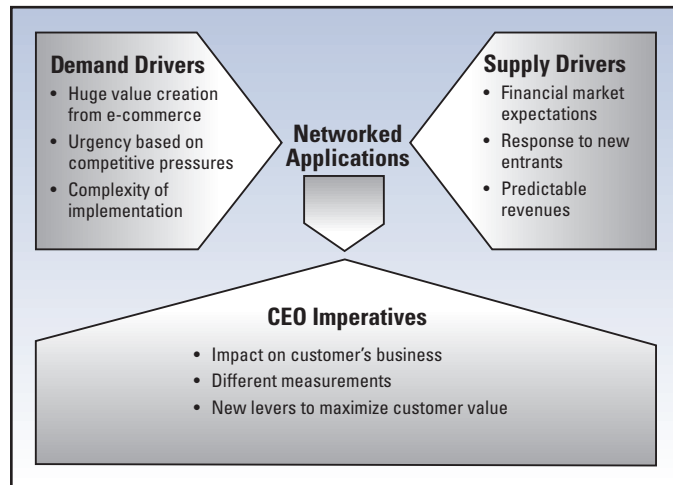 Demand Drivers
• Huge value creation
from e-commerce
• Urgency based on
competitive pressures
• Complexity of
implementation
Networked
Applications
Supply Drivers
• Financial market
expectations
• Response to new
entrants
• Predictable
revenues
CEO Imperatives
• Impact on customer's business
• Different measurements
• New levers to maximize customer value